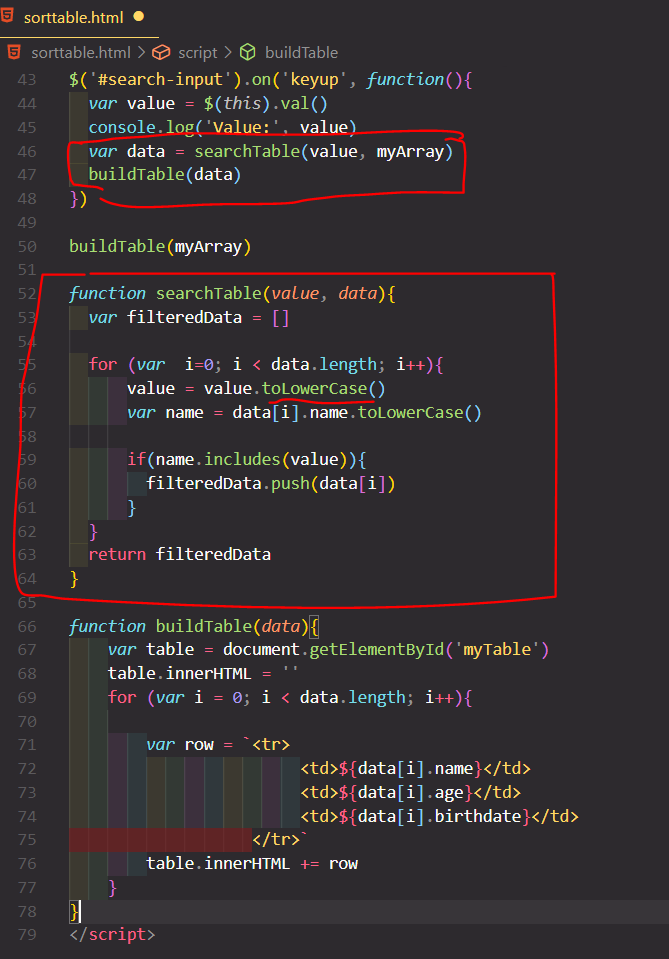 sorttable.html
sorttable.html > script > buildTable
43 $('#search-input').on('keyup', function(){
44 var value = $(this).val()
45 console.log('Value:', value)
46 var data = searchTable(value, myArray)
47 buildTable(data)
48 })
49
50 buildTable(myArray)
51
52 function searchTable(value, data){
53 var filteredData = []
54
55 for (var  i=0; i < data.length; i++){
56 value = value.toLowerCase()
57 var name = data[i].name.toLowerCase()
58
59 if(name.includes(value)){
60 filteredData.push(data[i])
61 }
62 }
63 return filteredData
64 }
65
66 function buildTable(data){
67 var table = document.getElementById('myTable')
68 table.innerHTML = ''
69 for (var i = 0; i < data.length; i++){
70
71 var row = `<tr>
72 <td>${data[i].name}</td>
73 <td>${data[i].age}</td>
74 <td>${data[i].birthdate}</td>
75 </tr>`
76 table.innerHTML += row
77 }
78 }
79 </script>